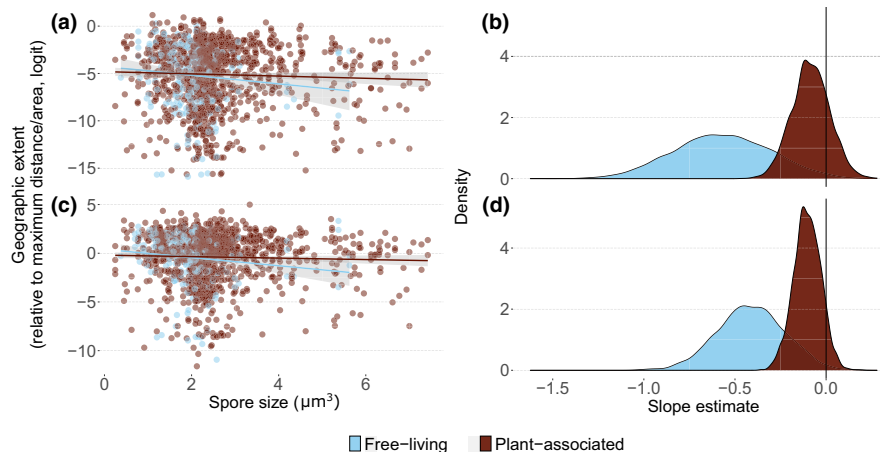 (a)
(b)
(c)
(d)
Geographic extent
(relative to maximum distance/area, logit)
0
−5
−10
−15
5
0
−5
−10
0
2
4
6
Spore size (μm³)
Density
4
2
0
4
2
0
−1.5
−1.0
−0.5
0.0
Slope estimate
Free−living
Plant−associated